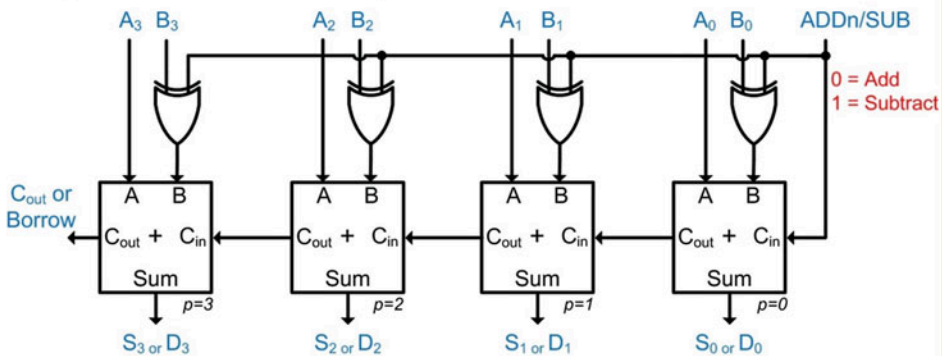 A3 B3 A2 B2 A1 B1 A0 B0 ADDn/SUB
0 = Add
1 = Subtract
A B A B A B A B
Cout or
Borrow
Cout + Cin Cout + Cin Cout + Cin Cout + Cin
Sum Sum Sum Sum
p=3 p=2 p=1 p=0
S3 or D3 S2 or D2 S1 or D1 S0 or D0